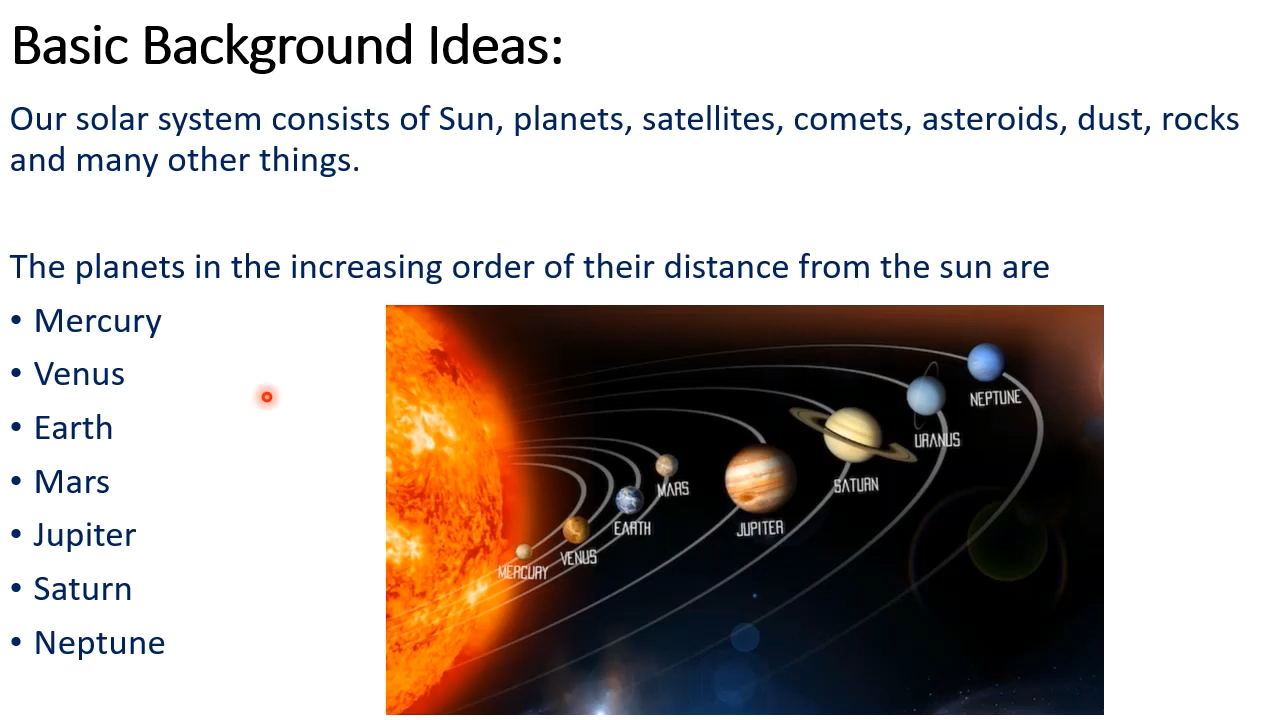 Basic Background Ideas:
Our solar system consists of Sun, planets, satellites, comets, asteroids, dust, rocks
and many other things.
The planets in the increasing order of their distance from the sun are
• Mercury
• Venus
• Earth
• Mars
• Jupiter
• Saturn
• Neptune
MERCURY
VENUS
EARTH
MARS
JUPITER
SATURN
URANUS
NEPTUNE